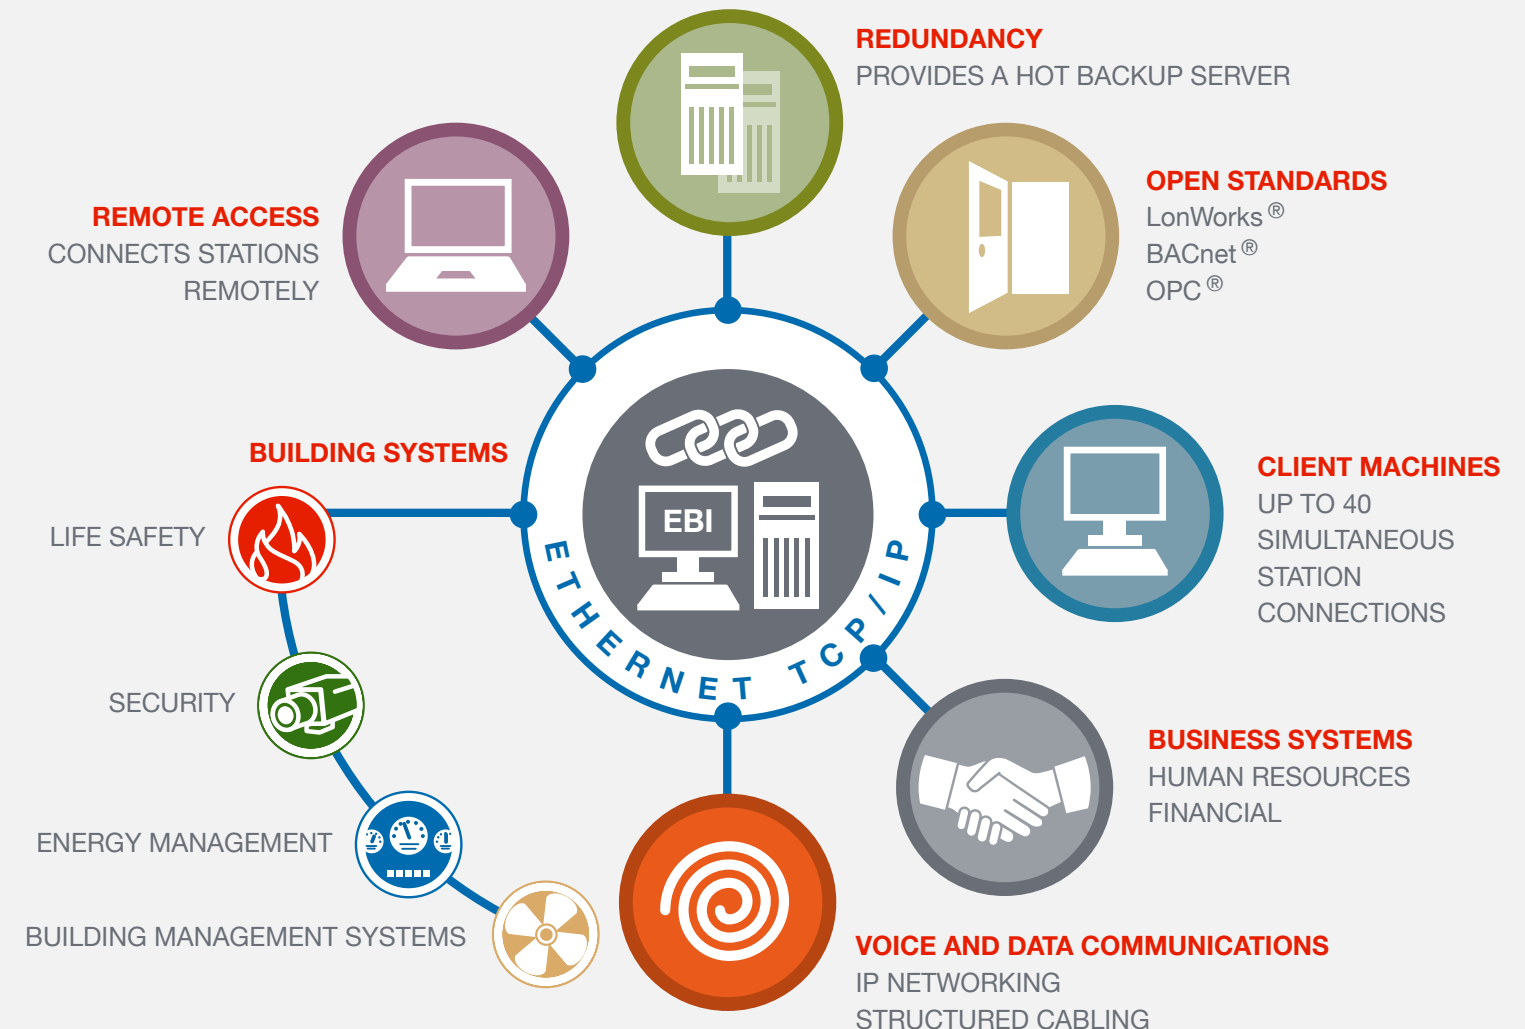 REDUNDANCY
PROVIDES A HOT BACKUP SERVER
OPEN STANDARDS
LonWorks ®
BACnet ®
OPC ®
REMOTE ACCESS
CONNECTS STATIONS
REMOTELY
BUILDING SYSTEMS
LIFE SAFETY
SECURITY
ENERGY MANAGEMENT
BUILDING MANAGEMENT SYSTEMS
EBI
ETHERNET TCP/IP
CLIENT MACHINES
UP TO 40
SIMULTANEOUS
STATION
CONNECTIONS
BUSINESS SYSTEMS
HUMAN RESOURCES
FINANCIAL
VOICE AND DATA COMMUNICATIONS
IP NETWORKING
STRUCTURED CABLING